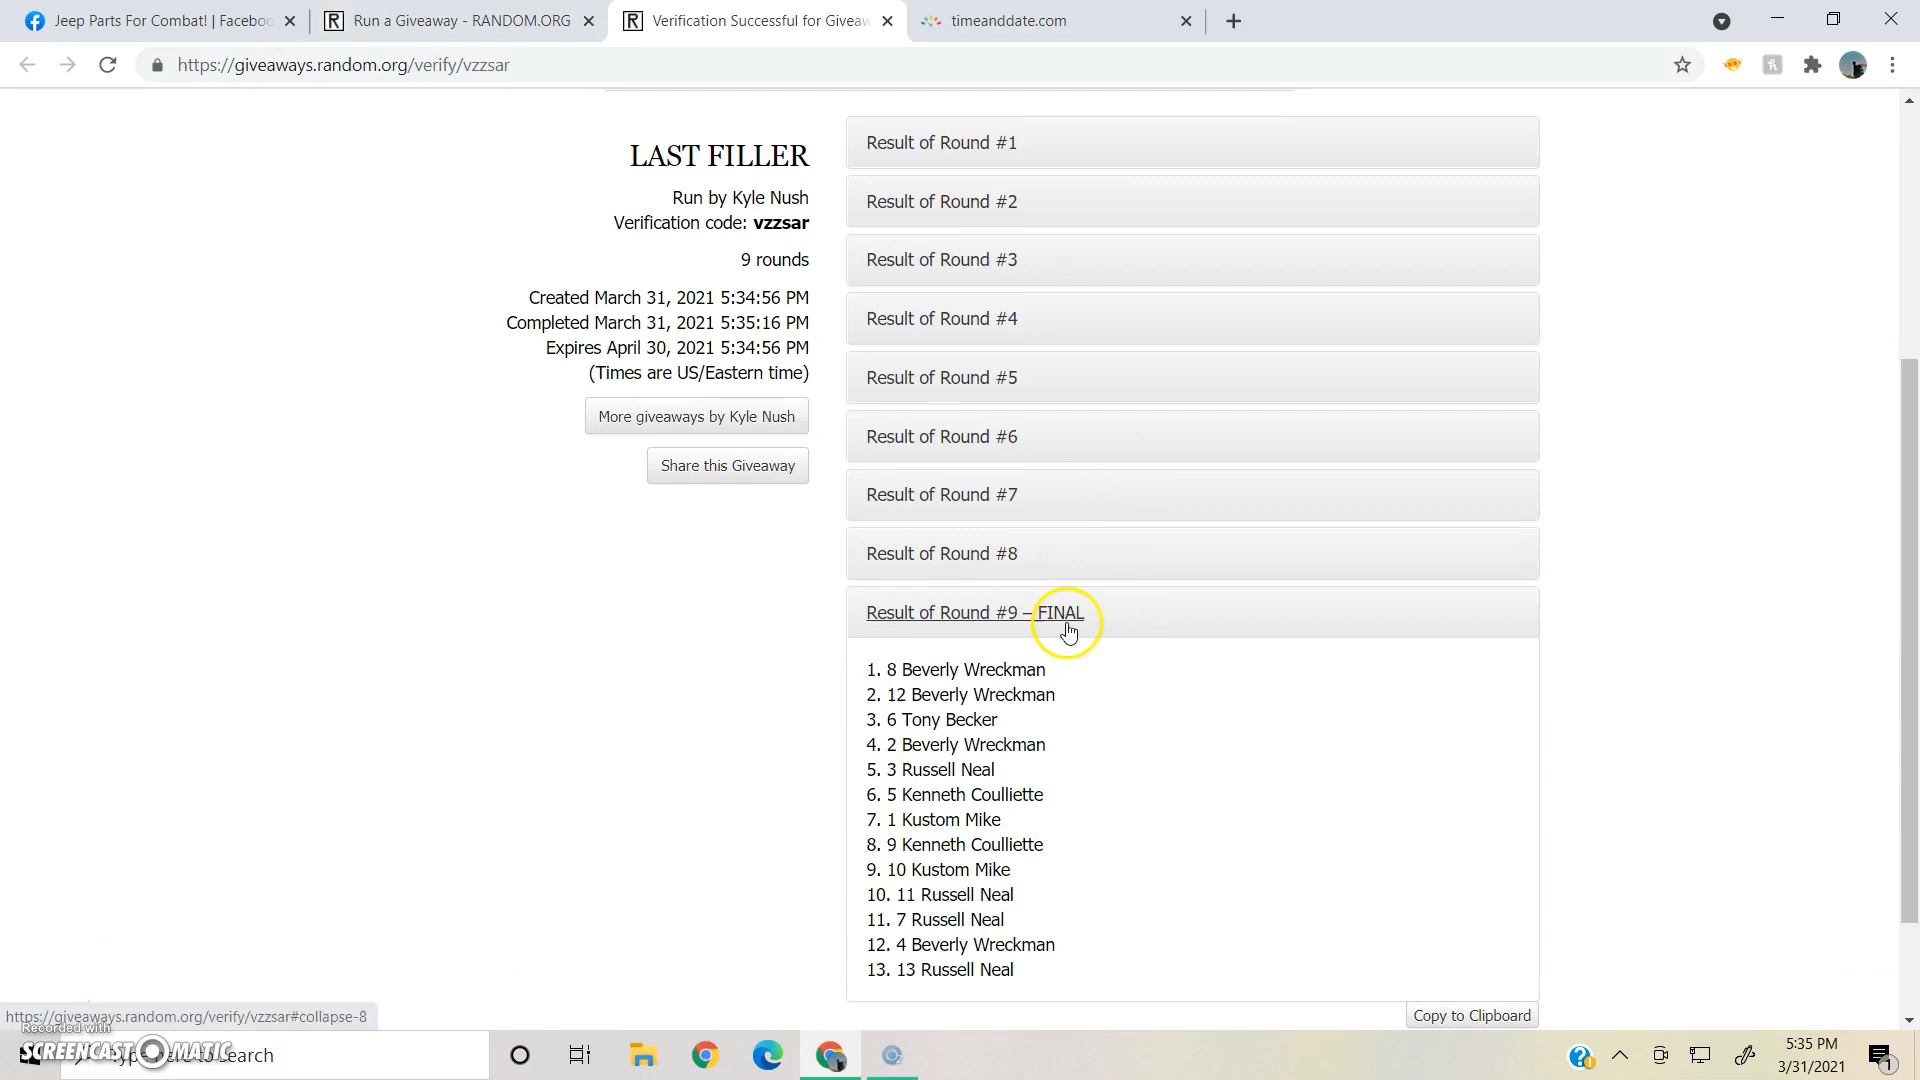 Jeep Parts For Combat! | Faceboo
Run a Giveaway - RANDOM.ORG
Verification Successful for Giveaw
timeanddate.com
https://giveaways.random.org/verify/vzzsar
LAST FILLER
Run by Kyle Nush
Verification code: vzzsar
9 rounds
Created March 31, 2021 5:34:56 PM
Completed March 31, 2021 5:35:16 PM
Expires April 30, 2021 5:34:56 PM
(Times are US/Eastern time)
More giveaways by Kyle Nush
Share this Giveaway
Result of Round #1
Result of Round #2
Result of Round #3
Result of Round #4
Result of Round #5
Result of Round #6
Result of Round #7
Result of Round #8
Result of Round #9 – FINAL
1. 8 Beverly Wreckman
2. 12 Beverly Wreckman
3. 6 Tony Becker
4. 2 Beverly Wreckman
5. 3 Russell Neal
6. 5 Kenneth Coulliette
7. 1 Kustom Mike
8. 9 Kenneth Coulliette
9. 10 Kustom Mike
10. 11 Russell Neal
11. 7 Russell Neal
12. 4 Beverly Wreckman
13. 13 Russell Neal
Copy to Clipboard
https://giveaways.random.org/verify/vzzsar#collapse-8
Recorded with
SCREENCAST MATIC
Type here to search
5:35 PM
3/31/2021
1